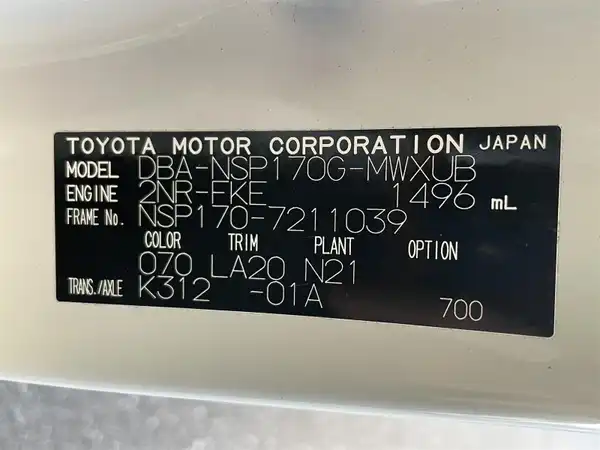 TOYOTA MOTOR CORPORATION JAPAN
MODEL DBA-NSP170G-MWXUB
ENGINE 2NR-FKE 1496 mL
FRAME No. NSP170-7211039
COLOR TRIM PLANT OPTION
070 LA20 N21
TRANS./AXLE K312 -01A
700